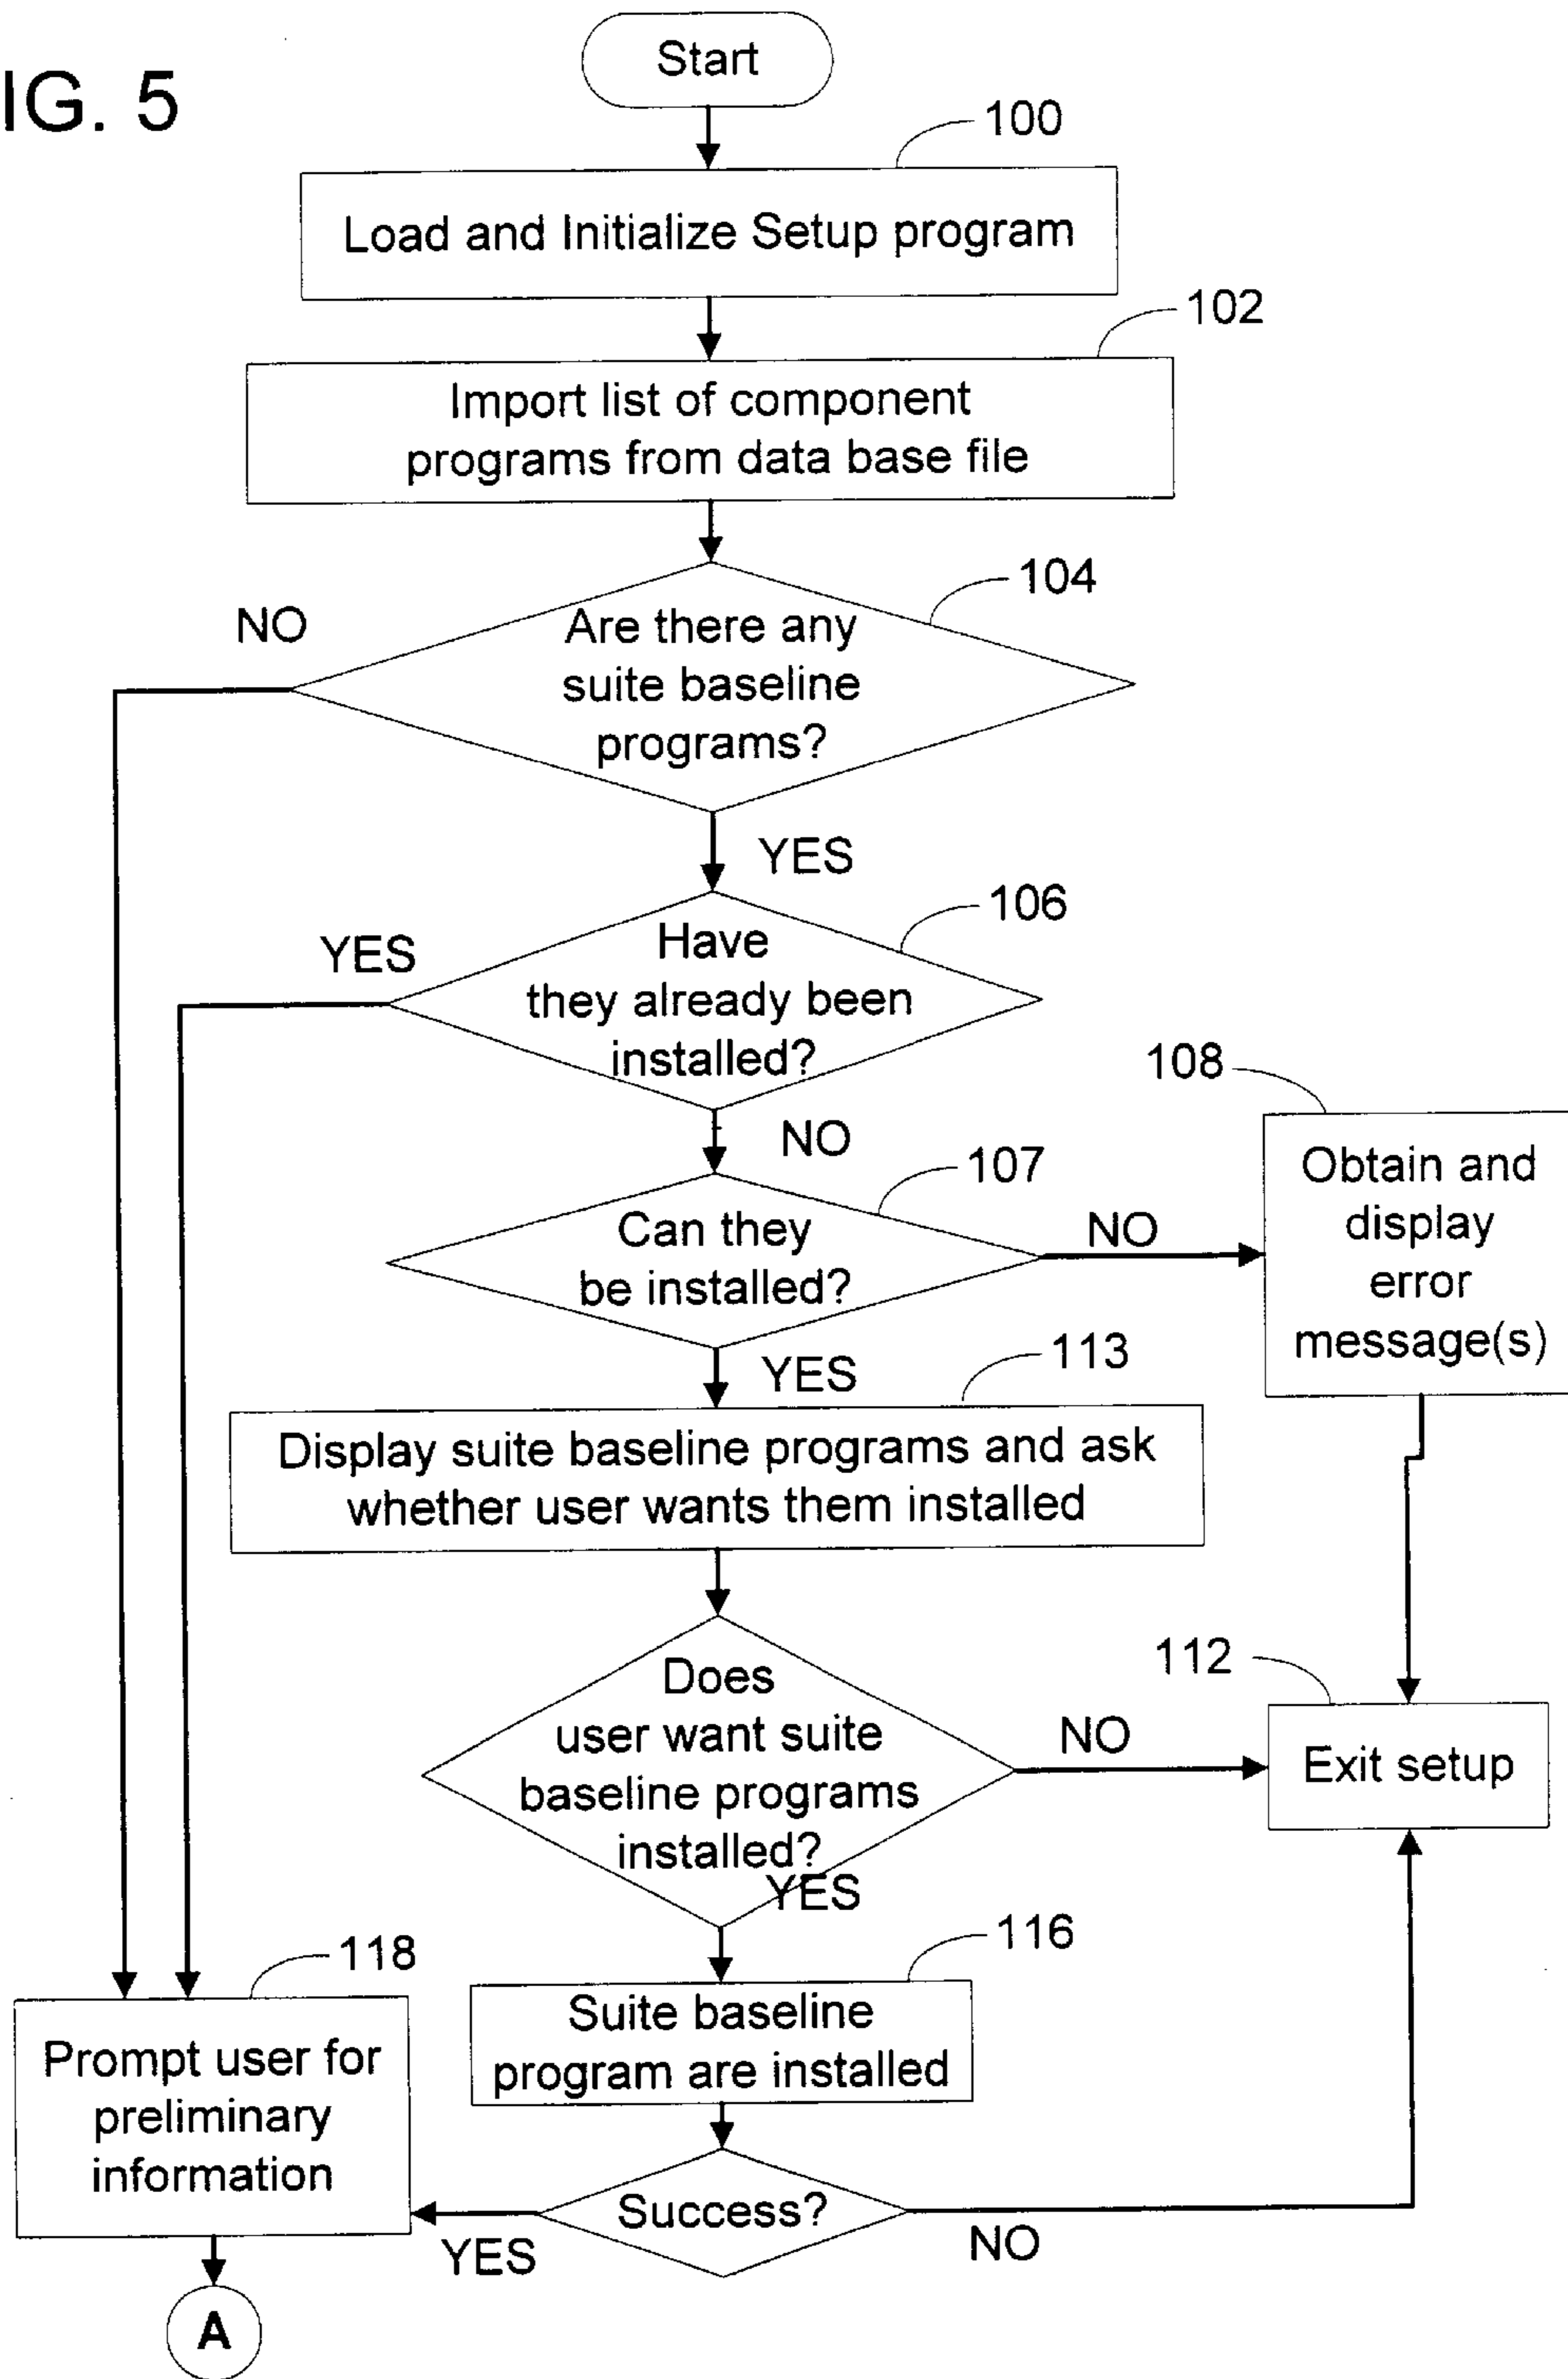 IG. 5
Start
100
Load and Initialize Setup program
102
Import list of component
programs from data base file
104
NO
Are there any
suite baseline
programs?
YES
106
YES
Have
they already been
installed?
108
NO
107
Obtain and
display
error
message(s)
Can they
be installed?
NO
YES
113
Display suite baseline programs and ask
whether user wants them installed
112
Does
user want suite
baseline programs
installed?
NO
Exit setup
YES
118
116
Prompt user for
preliminary
information
Suite baseline
program are installed
Success?
YES
NO
A